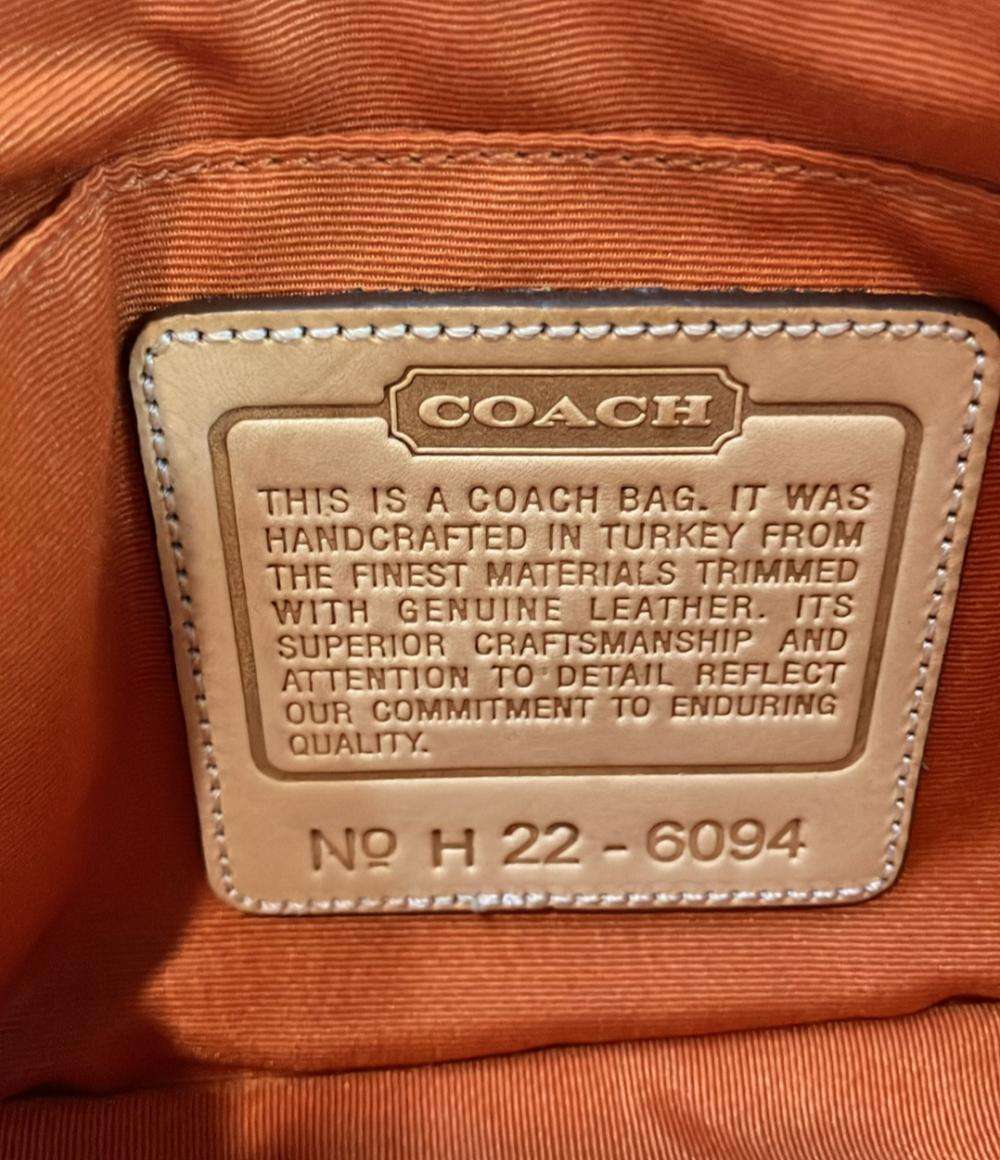 COACH
THIS IS A COACH BAG. IT WAS
HANDCRAFTED IN TURKEY FROM
THE FINEST MATERIALS TRIMMED
WITH GENUINE LEATHER. ITS
SUPERIOR CRAFTSMANSHIP AND
ATTENTION TO DETAIL REFLECT
OUR COMMITMENT TO ENDURING
QUALITY.
Nº H 22 - 6094